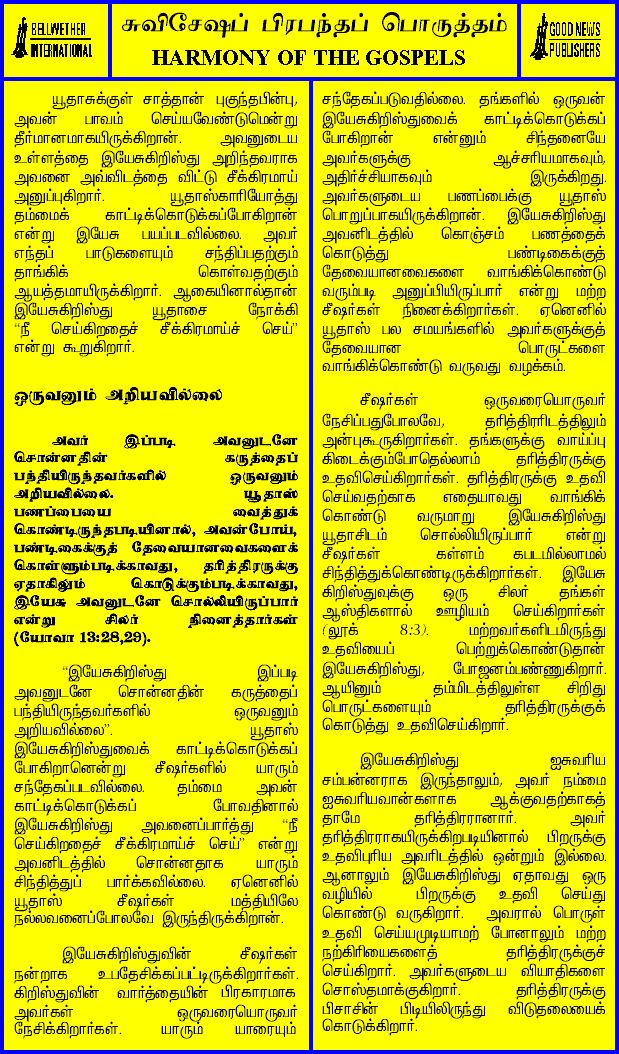 BELLWETHER
INTERNATIONAL
சுவிசேஷப் பிரபந்தப் பொருத்தம்
HARMONY OF THE GOSPELS
GOOD NEWS
PUBLISHERS
யூதாசுக்குள் சாத்தான் புகுந்தபின்பு,
அவன் பாவம் செய்யவேண்டுமென்று
தீர்மானமாகயிருக்கிறான். அவனுடைய
உள்ளத்தை இயேசுகிறிஸ்து அறிந்தவராக
அவனை அவ்விடத்தை விட்டு சீக்கிரமாய்
அனுப்புகிறார். யூதாஸ்காரியோத்து
தம்மைக் காட்டிக்கொடுக்கப்போகிறான்
என்று இயேசு பயப்படவில்லை. அவர்
எந்தப் பாடுகளையும் சந்திப்பதற்கும்
தாங்கிக் கொள்வதற்கும்
ஆயத்தமாயிருக்கிறார். ஆகையினால்தான்
இயேசுகிறிஸ்து யூதாசை நோக்கி
“நீ செய்கிறதைச் சீக்கிரமாய்ச் செய்”
என்று கூறுகிறார்.
ஒருவனும் அறியவில்லை
அவர் இப்படி அவனுடனே
சொன்னதின் கருத்தைப்
பந்தியிருந்தவர்களில் ஒருவனும்
அறியவில்லை. யூதாஸ்
பணப்பையை வைத்துக்
கொண்டிருந்தபடியினால், அவன்போய்,
பண்டிகைக்குத் தேவையானவைகளைக்
கொள்ளும்படிக்காவது, தரித்திரருக்கு
ஏதாகிலும் கொடுக்கும்படிக்காவது,
இயேசு அவனுடனே சொல்லியிருப்பார்
என்று சிலர் நினைத்தார்கள்
(யோவா 13:28,29).
“இயேசுகிறிஸ்து இப்படி
அவனுடனே சொன்னதின் கருத்தைப்
பந்தியிருந்தவர்களில் ஒருவனும்
அறியவில்லை”. யூதாஸ்
இயேசுகிறிஸ்துவைக் காட்டிக்கொடுக்கப்
போகிறானென்று சீஷர்களில் யாரும்
சந்தேகப்படவில்லை. தம்மை அவன்
காட்டிக்கொடுக்கப் போவதினால்
இயேசுகிறிஸ்து அவனைப்பார்த்து “நீ
செய்கிறதைச் சீக்கிரமாய்ச் செய்” என்று
அவனிடத்தில் சொன்னதாக யாரும்
சிந்தித்துப் பார்க்கவில்லை. ஏனெனில்
யூதாஸ் சீஷர்கள் மத்தியிலே
நல்லவனைப்போலவே இருந்திருக்கிறான்.
இயேசுகிறிஸ்துவின் சீஷர்கள்
நன்றாக உபதேசிக்கப்பட்டிருக்கிறார்கள்.
கிறிஸ்துவின் வார்த்தையின் பிரகாரமாக
அவர்கள் ஒருவரையொருவர்
நேசிக்கிறார்கள். யாரும் யாரையும்
சந்தேகப்படுவதில்லை. தங்களில் ஒருவன்
இயேசுகிறிஸ்துவைக் காட்டிக்கொடுக்கப்
போகிறான் என்னும் சிந்தனையே
அவர்களுக்கு ஆச்சரியமாகவும்,
அதிர்ச்சியாகவும் இருக்கிறது.
அவர்களுடைய பணப்பைக்கு யூதாஸ்
பொறுப்பாகயிருக்கிறான். இயேசுகிறிஸ்து
அவனிடத்தில் கொஞ்சம் பணத்தைக்
கொடுத்து பண்டிகைக்குத்
தேவையானவைகளை வாங்கிக்கொண்டு
வரும்படி அனுப்பியிருப்பார் என்று மற்ற
சீஷர்கள் நினைக்கிறார்கள். ஏனெனில்
யூதாஸ் பல சமயங்களில் அவர்களுக்குத்
தேவையான பொருட்களை
வாங்கிக்கொண்டு வருவது வழக்கம்.
சீஷர்கள் ஒருவரையொருவர்
நேசிப்பதுபோலவே, தரித்திரரிடத்திலும்
அன்புகூருகிறார்கள். தங்களுக்கு வாய்ப்பு
கிடைக்கும்போதெல்லாம் தரித்திரருக்கு
உதவிசெய்கிறார்கள். தரித்திரருக்கு உதவி
செய்வதற்காக எதையாவது வாங்கிக்
கொண்டு வருமாறு இயேசுகிறிஸ்து
யூதாசிடம் சொல்லியிருப்பார் என்று
சீஷர்கள் கள்ளம் கபடமில்லாமல்
சிந்தித்துக்கொண்டிருக்கிறார்கள். இயேசு
கிறிஸ்துவுக்கு ஒரு சிலர் தங்கள்
ஆஸ்திகளால் ஊழியம் செய்கிறார்கள்
(லூக் 8:3). மற்றவர்களிடமிருந்து
உதவியைப் பெற்றுக்கொண்டுதான்
இயேசுகிறிஸ்து, போஜனம்பண்ணுகிறார்.
ஆயினும் தம்மிடத்திலுள்ள சிறிது
பொருட்களையும் தரித்திரருக்குக்
கொடுத்து உதவிசெய்கிறார்.
இயேசுகிறிஸ்து ஐசுவரிய
சம்பன்னராக இருந்தாலும், அவர் நம்மை
ஐசுவரியவான்களாக ஆக்குவதற்காகத்
தாமே தரித்திரரானார். அவர்
தரித்திரராகயிருக்கிறபடியினால் பிறருக்கு
உதவிபுரிய அவரிடத்தில் ஒன்றும் இல்லை.
ஆனாலும் இயேசுகிறிஸ்து ஏதாவது ஒரு
வழியில் பிறருக்கு உதவி செய்து
கொண்டு வருகிறார். அவரால் பொருள்
உதவி செய்யமுடியாமற் போனாலும் மற்ற
நற்கிரியைகளைத் தரித்திரருக்குச்
செய்கிறார். அவர்களுடைய வியாதிகளை
சொஸ்தமாக்குகிறார். தரித்திரருக்கு
பிசாசின் பிடியிலிருந்து விடுதலையைக்
கொடுக்கிறார்.